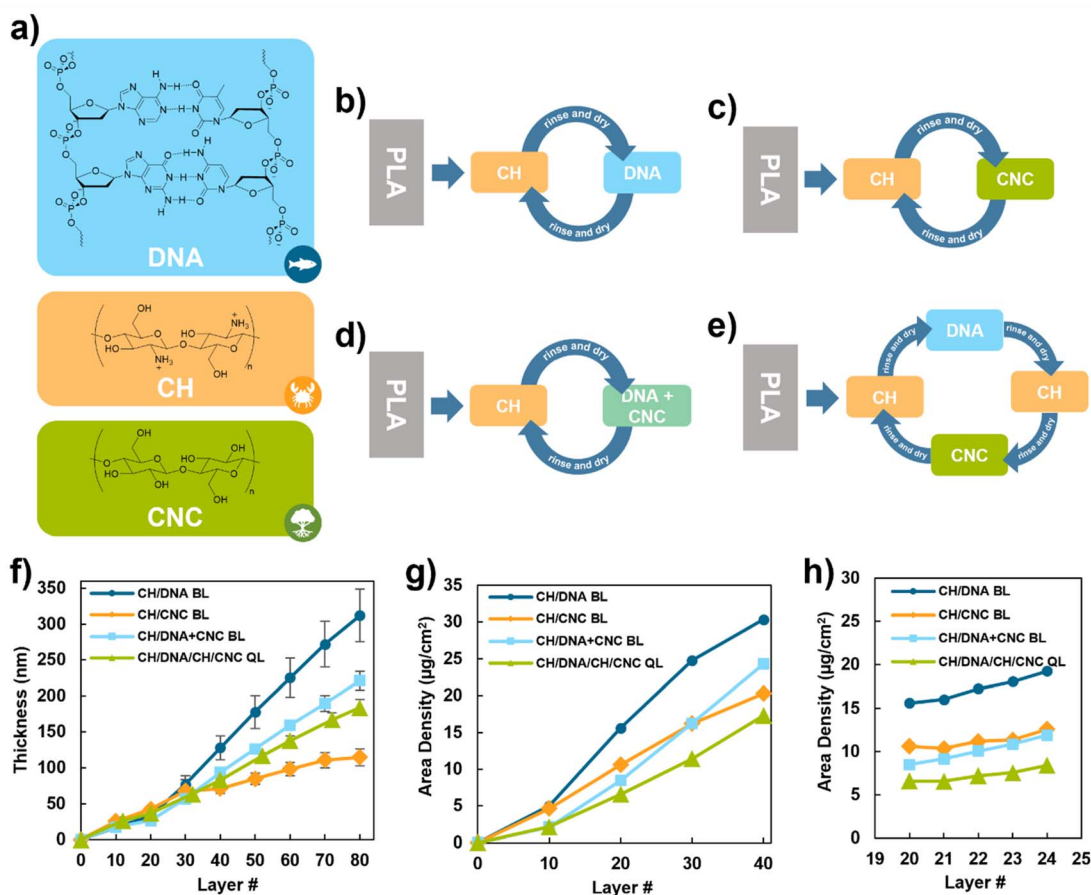 a)
DNA
CH
CNC
b)
PLA
CH
rinse and dry
DNA
rinse and dry
c)
PLA
CH
rinse and dry
CNC
rinse and dry
d)
PLA
CH
rinse and dry
DNA +
CNC
rinse and dry
e)
PLA
CH
rinse and dry
DNA
rinse and dry
CH
rinse and dry
CNC
rinse and dry
f)
Thickness (nm)
350
300
250
200
150
100
50
0
CH/DNA BL
CH/CNC BL
CH/DNA+CNC BL
CH/DNA/CH/CNC QL
0 10 20 30 40 50 60 70 80
Layer #
g)
Area Density (µg/cm²)
35
30
25
20
15
10
5
0
CH/DNA BL
CH/CNC BL
CH/DNA+CNC BL
CH/DNA/CH/CNC QL
0 10 20 30 40
Layer #
h)
Area Density (µg/cm²)
30
25
20
15
10
5
0
CH/DNA BL
CH/CNC BL
CH/DNA+CNC BL
CH/DNA/CH/CNC QL
19 20 21 22 23 24 25
Layer #